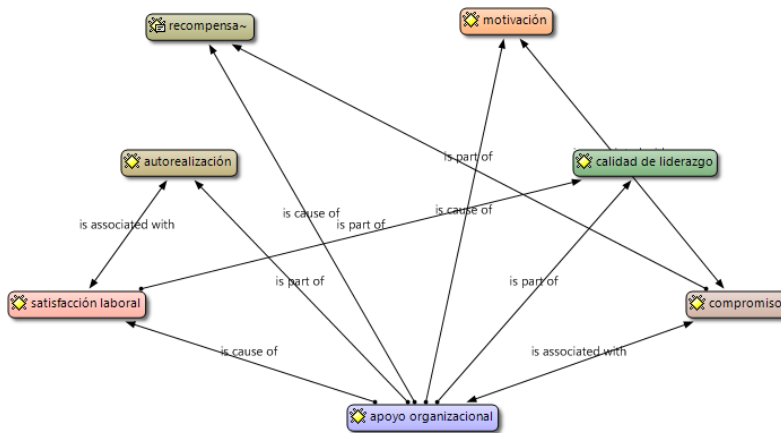 recompensa~
motivación
is part of
autorealización
calidad de liderazgo
is associated with
is cause of
is part of
is cause of
is part of
is part of
satisfacción laboral
compromiso
is cause of
is associated with
apoyo organizacional